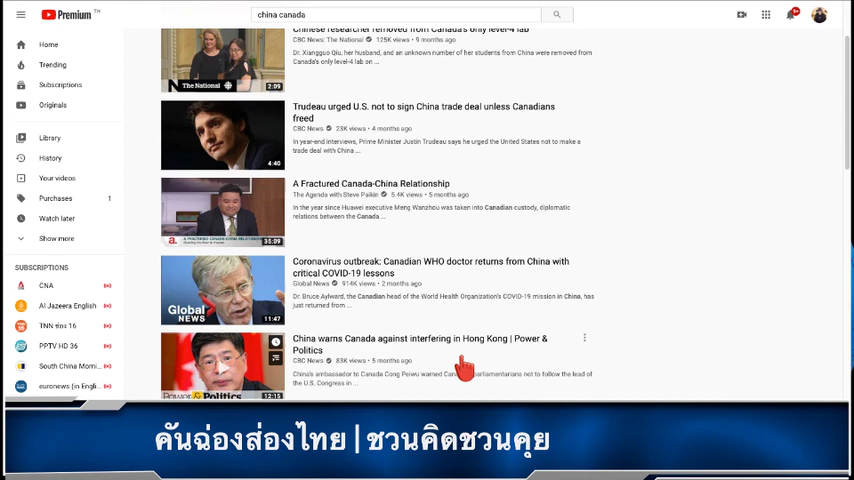 Premium TH
china canada
9+
Home
Trending
Subscriptions
Originals
Library
History
Your videos
Purchases 1
Watch later
Show more
SUBSCRIPTIONS
CNA
Al Jazeera English
TNN ช่อง 16
PPTV HD 36
South China Morni...
euronews (in Engli...
Chinese researcher removed from Canada's only level-4 lab
CBC News: The National 125K views • 9 months ago
Dr. Xiangguo Qiu, her husband, and an unknown number of her students from China were removed from
Canada's only level-4 lab on ...
The National
2:09
Trudeau urged U.S. not to sign China trade deal unless Canadians
freed
CBC News 23K views • 4 months ago
In year-end interviews, Prime Minister Justin Trudeau says he urged the United States not to make a
trade deal with China ...
4:40
A Fractured Canada-China Relationship
The Agenda with Steve Paikin 5.4K views • 5 months ago
In the year since Huawei executive Meng Wanzhou was taken into Canadian custody, diplomatic
relations between the Canada ...
a.
A FRACTURED CANADA-CHINA RELATIONSHIP
35:09
Coronavirus outbreak: Canadian WHO doctor returns from China with
critical COVID-19 lessons
Global News 914K views • 2 months ago
Dr. Bruce Aylward, the Canadian head of the World Health Organization's COVID-19 mission in China, has
just returned from ...
Global
NEWS
11:47
China warns Canada against interfering in Hong Kong | Power &
Politics
CBC News 83K views • 5 months ago
China's ambassador to Canada Cong Peiwu warned parliamentarians not to follow the lead of
the U.S. Congress in ...
Power & Politics
12:15
คันฉ่องส่องไทย | ชวนคิดชวนคุย